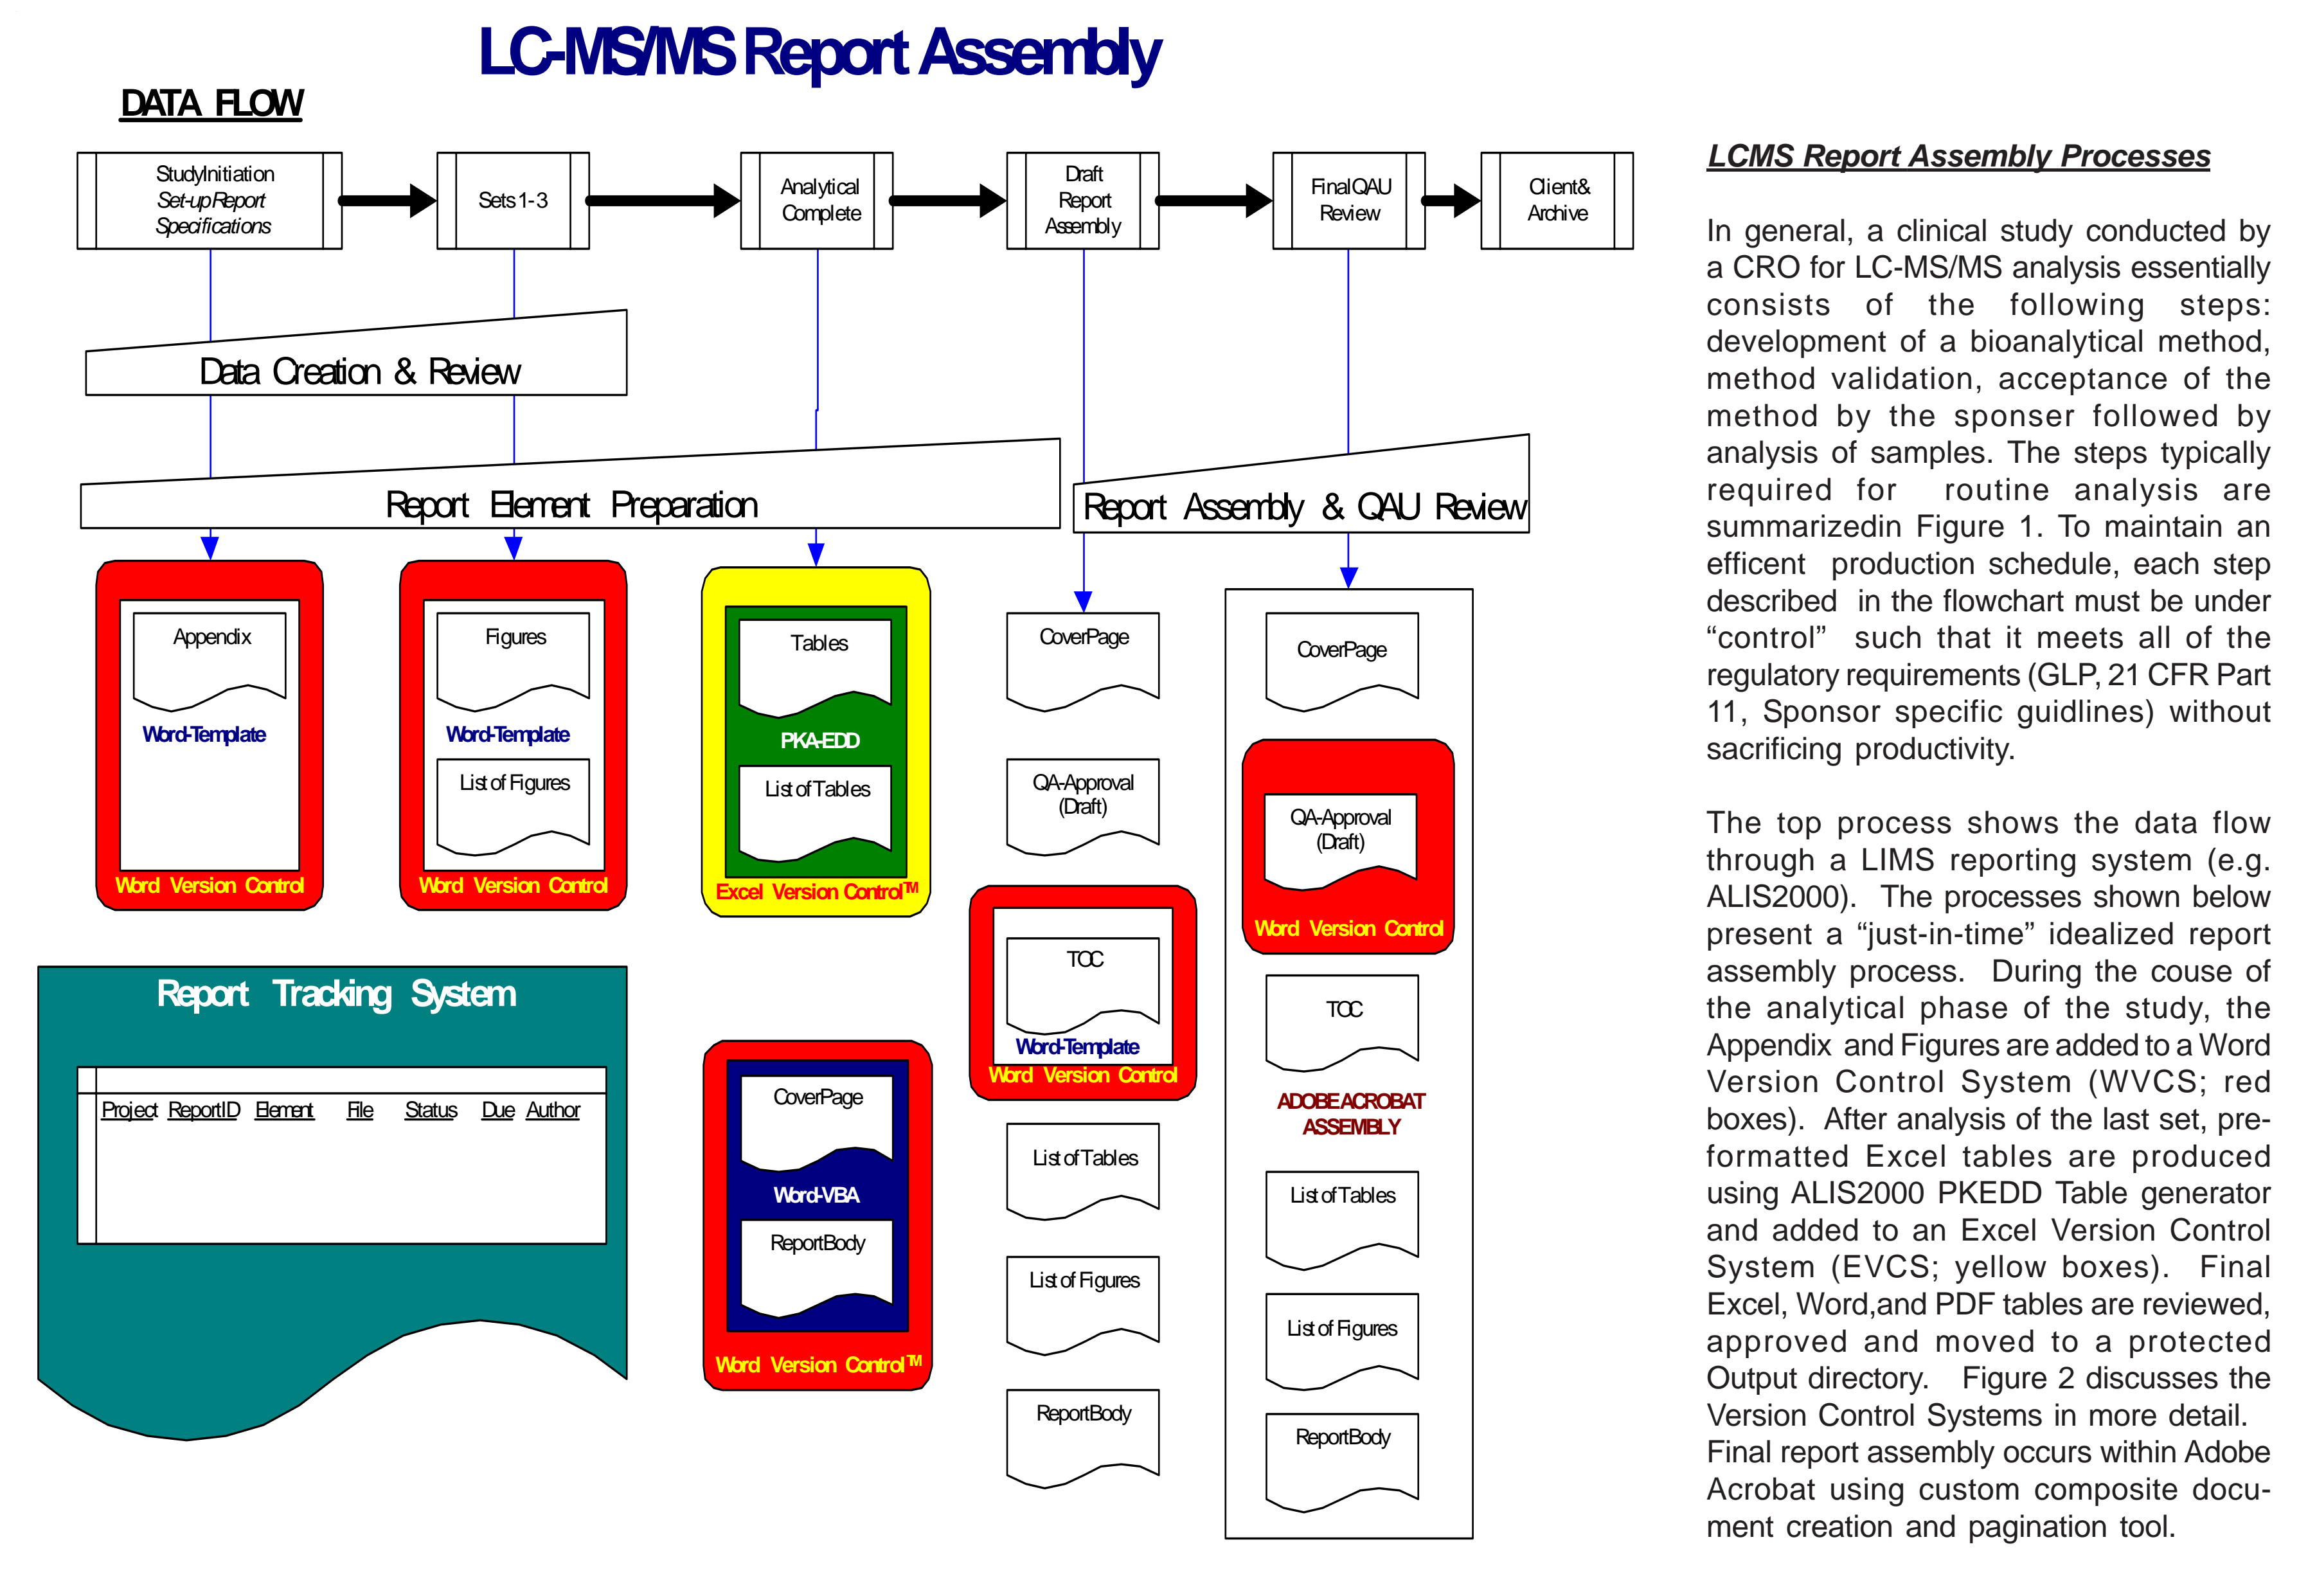 LC-MS/MS Report Assembly
DATA FLOW
Study Initiation
Set-up Report
Specifications
Sets 1 - 3
Analytical
Complete
Draft
Report
Assembly
Final QAU
Review
Client &
Archive
Data Creation & Review
Report Element Preparation
Report Assembly & QAU Review
Appendix
Word-Template
Word Version Control
Figures
Word-Template
List of Figures
Word Version Control
Tables
PKA-EDD
List of Tables
Excel Version Control™
Cover Page
QA-Approval
(Draft)
TOC
Word-Template
Word Version Control
List of Tables
List of Figures
Report Body
Cover Page
QA-Approval
(Draft)
Word Version Control
TOC
ADOBE ACROBAT
ASSEMBLY
List of Tables
List of Figures
Report Body
Report Tracking System
Project Report ID Element File Status Due Author
Cover Page
Word-VBA
Report Body
Word Version Control™
LCMS Report Assembly Processes
In general, a clinical study conducted by
a CRO for LC-MS/MS analysis essentially
consists of the following steps:
development of a bioanalytical method,
method validation, acceptance of the
method by the sponser followed by
analysis of samples. The steps typically
required for routine analysis are
summarizedin Figure 1. To maintain an
efficent production schedule, each step
described in the flowchart must be under
“control” such that it meets all of the
regulatory requirements (GLP, 21 CFR Part
11, Sponsor specific guidlines) without
sacrificing productivity.
The top process shows the data flow
through a LIMS reporting system (e.g.
ALIS2000). The processes shown below
present a “just-in-time” idealized report
assembly process. During the couse of
the analytical phase of the study, the
Appendix and Figures are added to a Word
Version Control System (WVCS; red
boxes). After analysis of the last set, pre-
formatted Excel tables are produced
using ALIS2000 PKEDD Table generator
and added to an Excel Version Control
System (EVCS; yellow boxes). Final
Excel, Word,and PDF tables are reviewed,
approved and moved to a protected
Output directory. Figure 2 discusses the
Version Control Systems in more detail.
Final report assembly occurs within Adobe
Acrobat using custom composite docu-
ment creation and pagination tool.